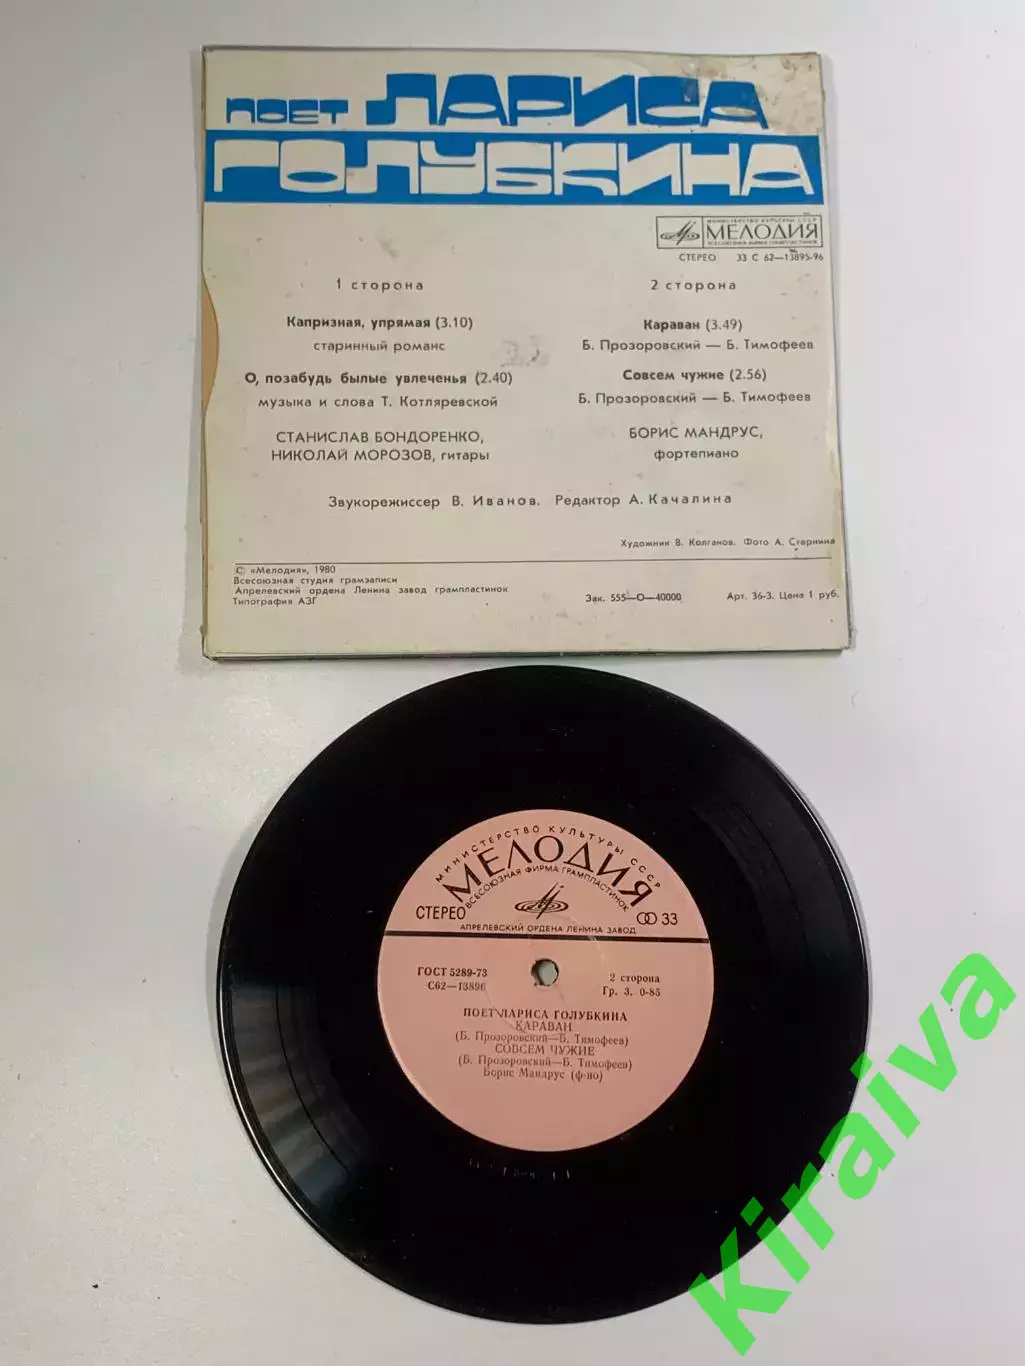 поет ЛАРИСА
ГОЛУБКИНА
МИНИСТЕРСТВО КУЛЬТУРЫ СССР
МЕЛОДИЯ
ВСЕСОЮЗНАЯ ФИРМА ГРАМПЛАСТИНОК
СТЕРЕО 33 С 62—13895-96
1 сторона
Капризная, упрямая (3.10)
старинный романс
О, позабудь былые увлеченья (2.40)
музыка и слова Т. Котляревской
СТАНИСЛАВ БОНДОРЕНКО,
НИКОЛАЙ МОРОЗОВ, гитары
2 сторона
Караван (3.49)
Б. Прозоровский — Б. Тимофеев
Совсем чужие (2.56)
Б. Прозоровский — Б. Тимофеев
БОРИС МАНДРУС,
фортепиано
Звукорежиссер В. Иванов. Редактор А. Качалина
Художник В. Колганов. Фото А. Старнина
© «Мелодия», 1980
Всесоюзная студия грамзаписи
Апрелевский ордена Ленина завод грампластинок
Типография АЗГ
Зак. 555—О—40000
Арт. 36-3. Цена 1 руб.
МИНИСТЕРСТВО КУЛЬТУРЫ СССР
МЕЛОДИЯ
ВСЕСОЮЗНАЯ ФИРМА ГРАМПЛАСТИНОК
СТЕРЕО 33
АПРЕЛЕВСКИЙ ОРДЕНА ЛЕНИНА ЗАВОД
ГОСТ 5289-73
С62—13896
2 сторона
Гр. 3. 0-85
ПОЕТ ЛАРИСА ГОЛУБКИНА
КАРАВАН
(Б. Прозоровский—Б. Тимофеев)
СОВСЕМ ЧУЖИЕ
(Б. Прозоровский—Б. Тимофеев)
Борис Мандрус (ф-но)
Kiraiva